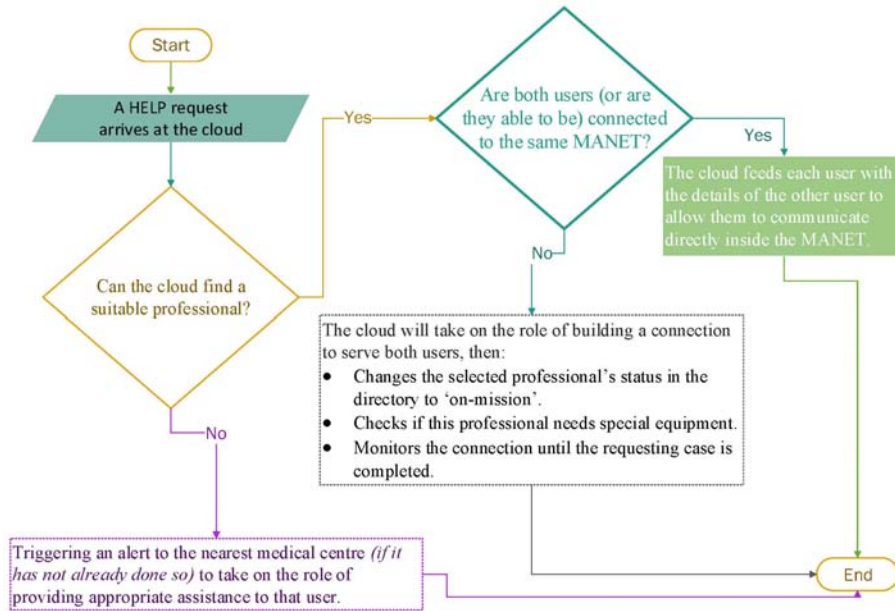 Start
A HELP request
arrives at the cloud
Can the cloud find a
suitable professional?
Yes
Are both users (or are
they able to be) connected
to the same MANET?
Yes
The cloud feeds each user with
the details of the other user to
allow them to communicate
directly inside the MANET.
No
The cloud will take on the role of building a connection
to serve both users, then:
● Changes the selected professional’s status in the
directory to ‘on-mission’.
● Checks if this professional needs special equipment.
● Monitors the connection until the requesting case is
completed.
No
Triggering an alert to the nearest medical centre (if it
has not already done so) to take on the role of
providing appropriate assistance to that user.
End